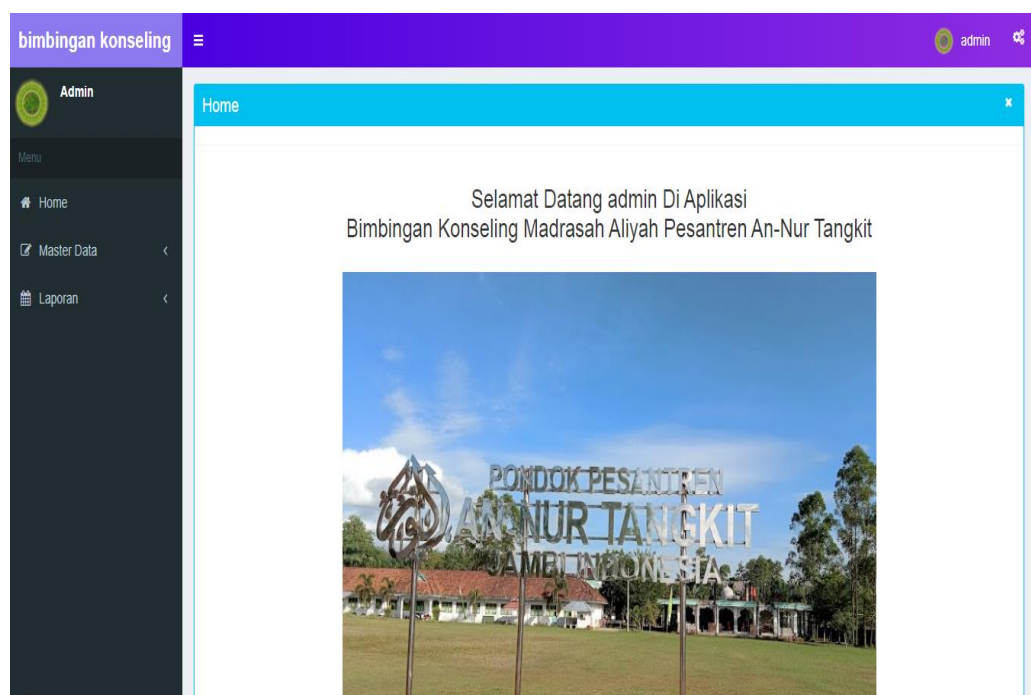 bimbingan konseling
admin
Admin
Menu
Home
Master Data
Laporan
Home
Selamat Datang admin Di Aplikasi
Bimbingan Konseling Madrasah Aliyah Pesantren An-Nur Tangkit
PONDOK PESANTREN
AN-NUR TANGKIT
JAMBI INDONESIA